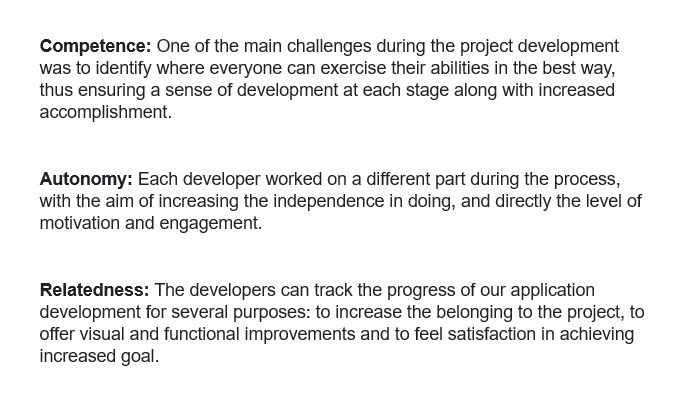 Competence: One of the main challenges during the project development
was to identify where everyone can exercise their abilities in the best way,
thus ensuring a sense of development at each stage along with increased
accomplishment.
Autonomy: Each developer worked on a different part during the process,
with the aim of increasing the independence in doing, and directly the level of
motivation and engagement.
Relatedness: The developers can track the progress of our application
development for several purposes: to increase the belonging to the project, to
offer visual and functional improvements and to feel satisfaction in achieving
increased goal.